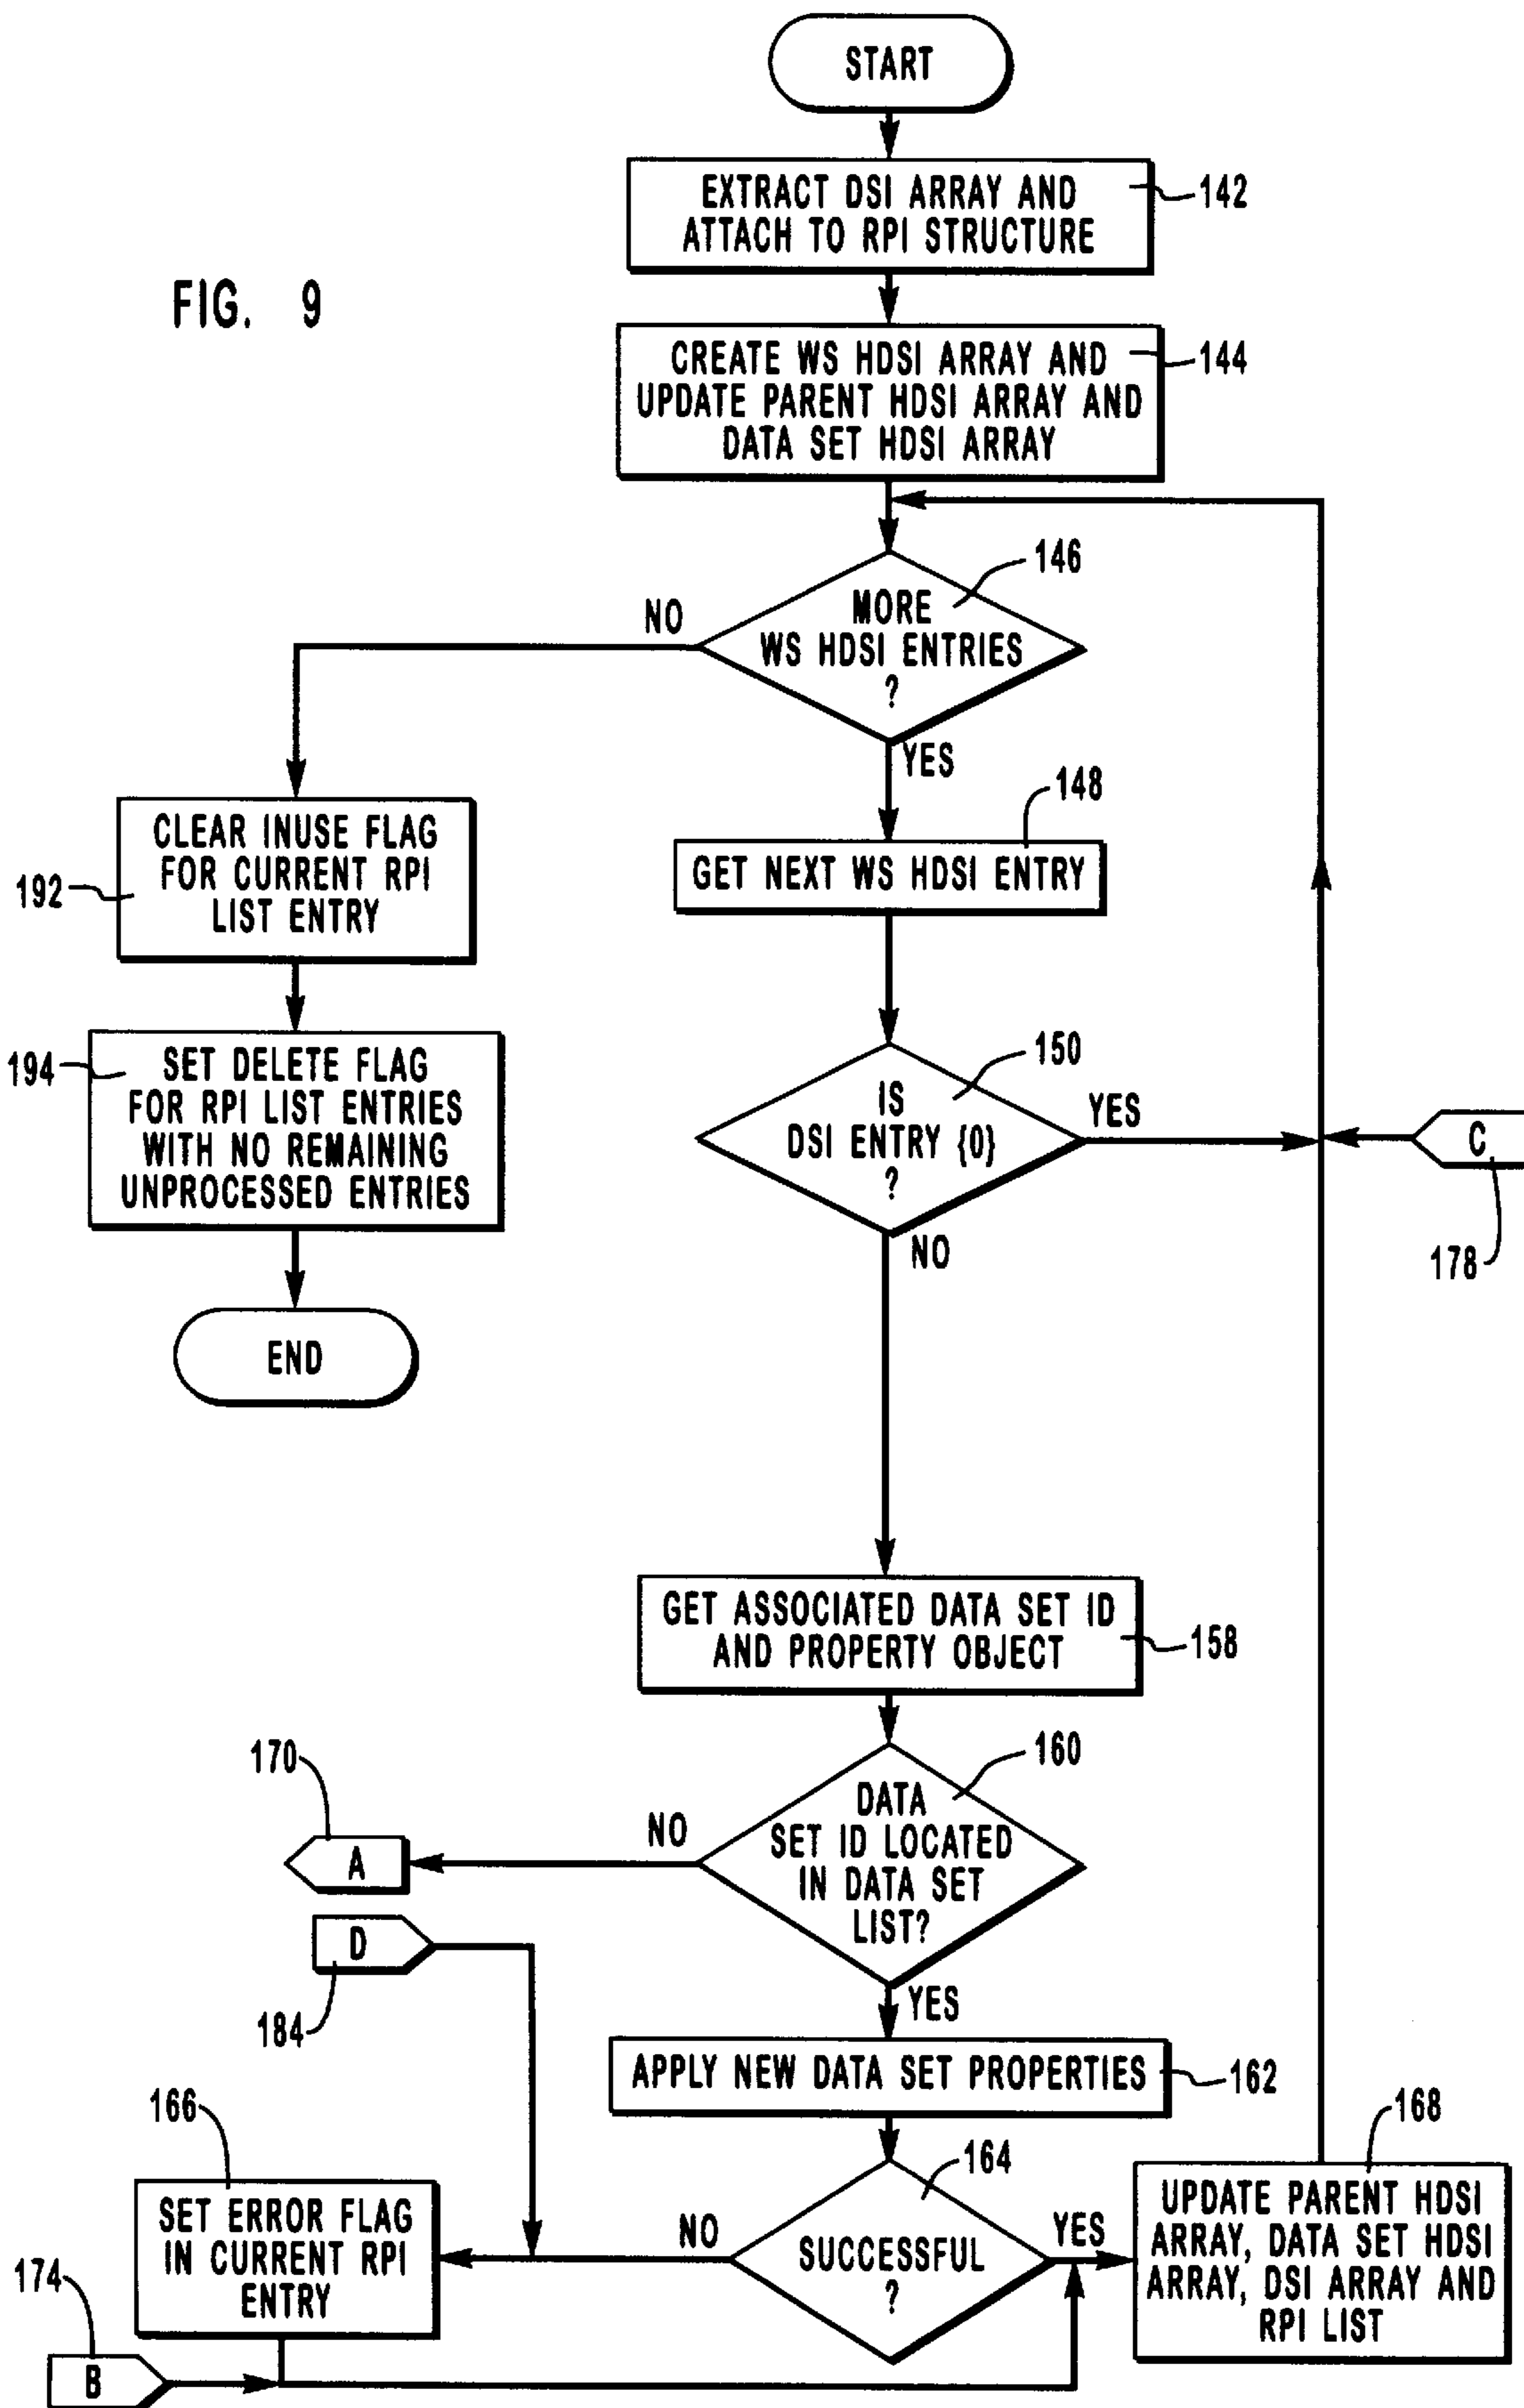 START
EXTRACT DSI ARRAY AND
ATTACH TO RPI STRUCTURE
142
FIG. 9
CREATE WS HDSI ARRAY AND
UPDATE PARENT HDSI ARRAY AND
DATA SET HDSI ARRAY
144
146
MORE
WS HDSI ENTRIES
?
NO
YES
148
GET NEXT WS HDSI ENTRY
CLEAR INUSE FLAG
FOR CURRENT RPI
LIST ENTRY
192
194
SET DELETE FLAG
FOR RPI LIST ENTRIES
WITH NO REMAINING
UNPROCESSED ENTRIES
END
150
IS
DSI ENTRY {0}
?
YES
NO
C
178
GET ASSOCIATED DATA SET ID
AND PROPERTY OBJECT
158
160
DATA
SET ID LOCATED
IN DATA SET
LIST?
NO
170
A
D
184
YES
APPLY NEW DATA SET PROPERTIES
162
164
SUCCESSFUL
?
NO
YES
166
SET ERROR FLAG
IN CURRENT RPI
ENTRY
168
UPDATE PARENT HDSI
ARRAY, DATA SET HDSI
ARRAY, DSI ARRAY AND
RPI LIST
174
B